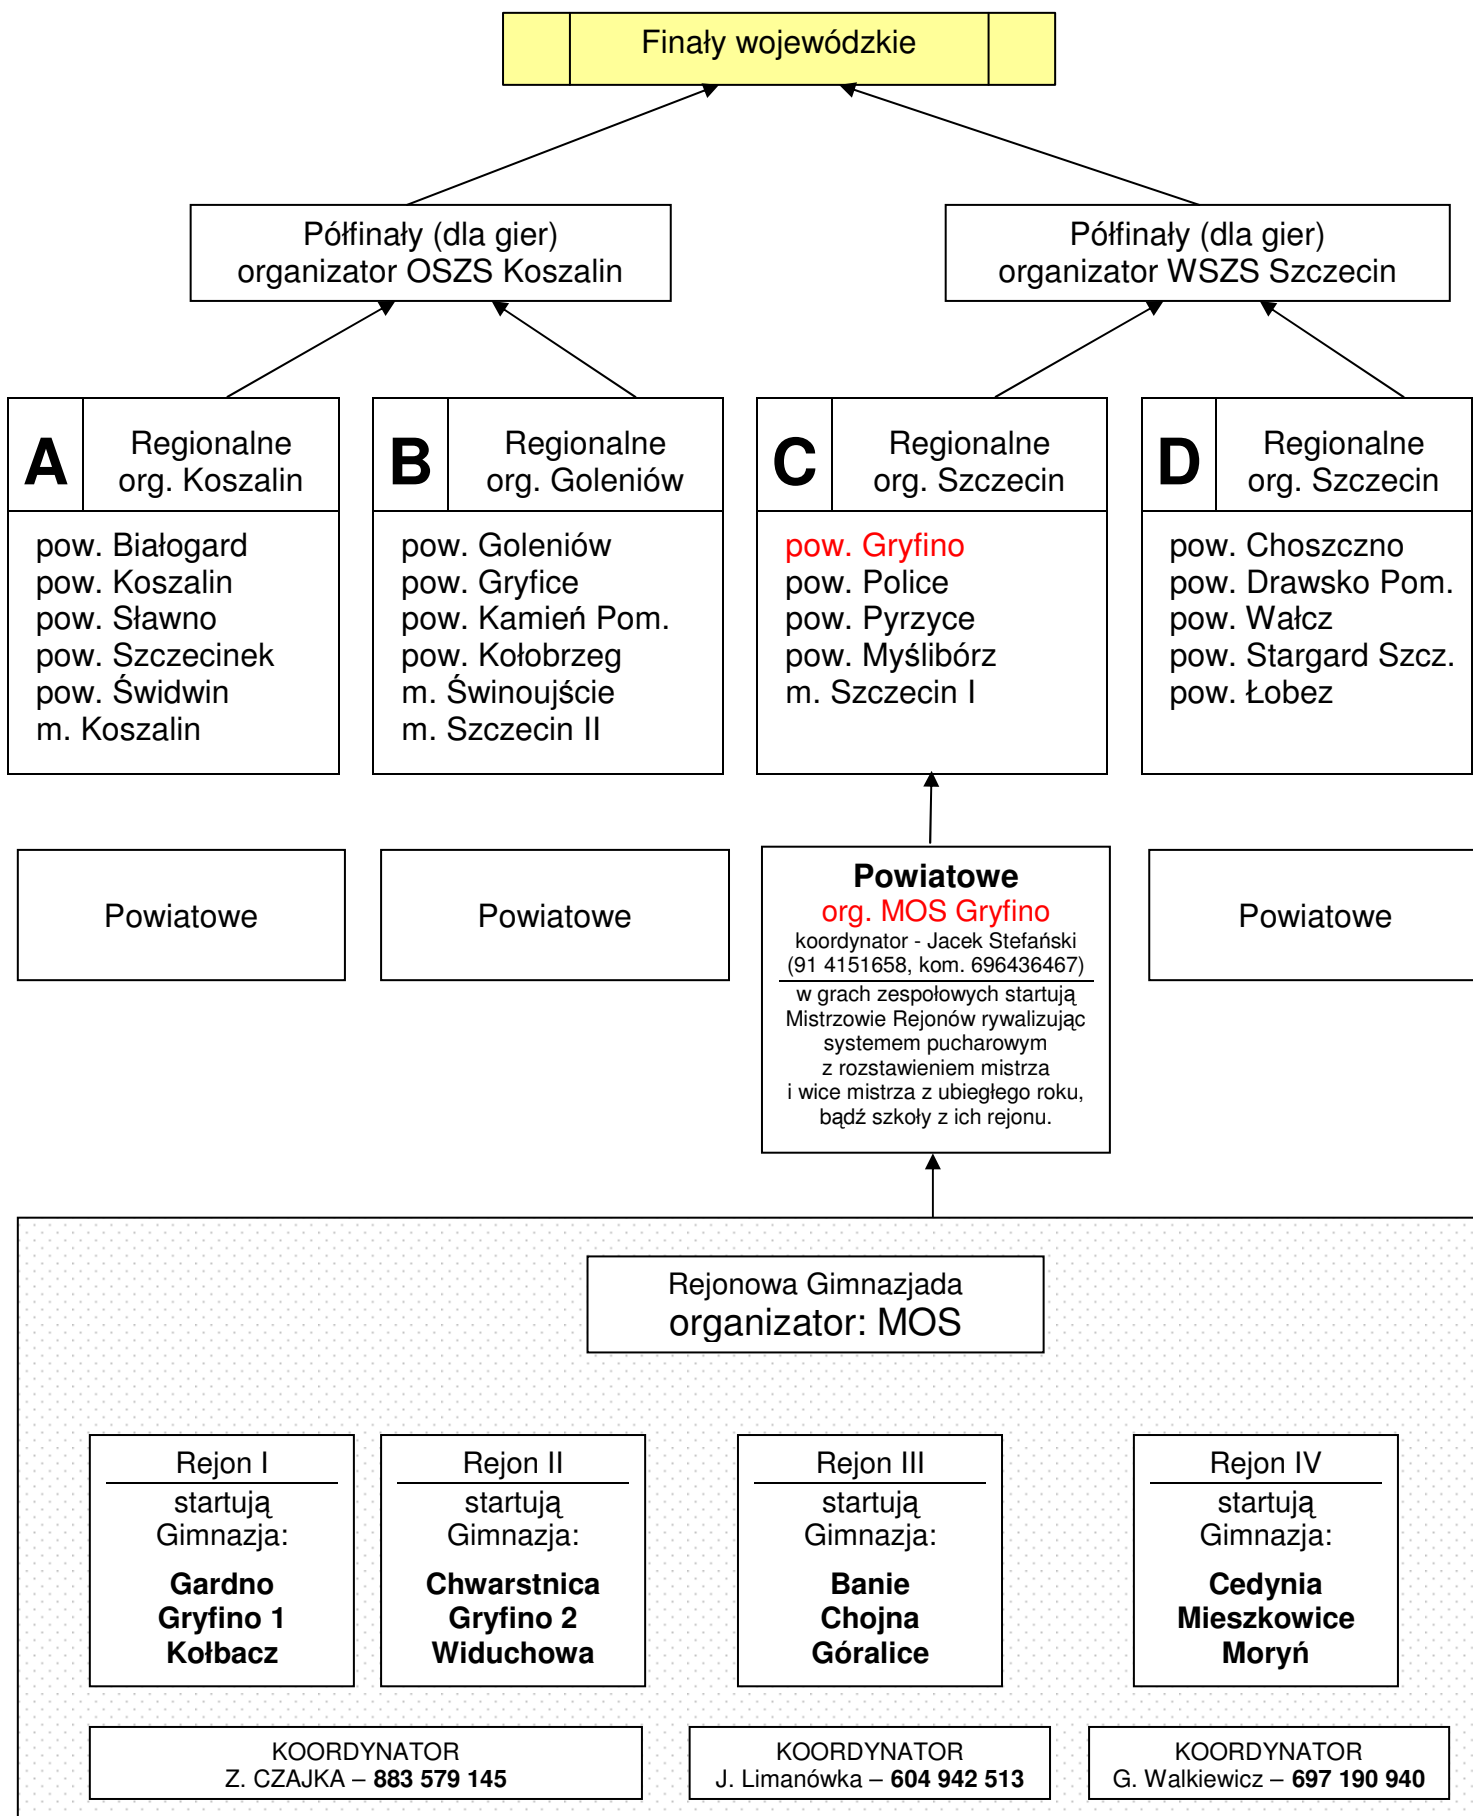 Finały wojewódzkie
Półfinały (dla gier)
organizator OSZS Koszalin
Półfinały (dla gier)
organizator WSZS Szczecin
A
Regionalne
org. Koszalin
pow. Białogard
pow. Koszalin
pow. Sławno
pow. Szczecinek
pow. Świdwin
m. Koszalin
B
Regionalne
org. Goleniów
pow. Goleniów
pow. Gryfice
pow. Kamień Pom.
pow. Kołobrzeg
m. Świnoujście
m. Szczecin II
C
Regionalne
org. Szczecin
pow. Gryfino
pow. Police
pow. Pyrzyce
pow. Myślibórz
m. Szczecin I
D
Regionalne
org. Szczecin
pow. Choszczno
pow. Drawsko Pom.
pow. Wałcz
pow. Stargard Szcz.
pow. Łobez
Powiatowe
Powiatowe
Powiatowe
org. MOS Gryfino
koordynator - Jacek Stefański
(91 4151658, kom. 696436467)
w grach zespołowych startują
Mistrzowie Rejonów rywalizując
systemem pucharowym
z rozstawieniem mistrza
i wice mistrza z ubiegłego roku,
bądź szkoły z ich rejonu.
Powiatowe
Rejonowa Gimnazjada
organizator: MOS
Rejon I
startują
Gimnazja:
Gardno
Gryfino 1
Kołbacz
Rejon II
startują
Gimnazja:
Chwarstnica
Gryfino 2
Widuchowa
Rejon III
startują
Gimnazja:
Banie
Chojna
Góralice
Rejon IV
startują
Gimnazja:
Cedynia
Mieszkowice
Moryń
KOORDYNATOR
Z. CZAJKA – 883 579 145
KOORDYNATOR
J. Limanówka – 604 942 513
KOORDYNATOR
G. Walkiewicz – 697 190 940